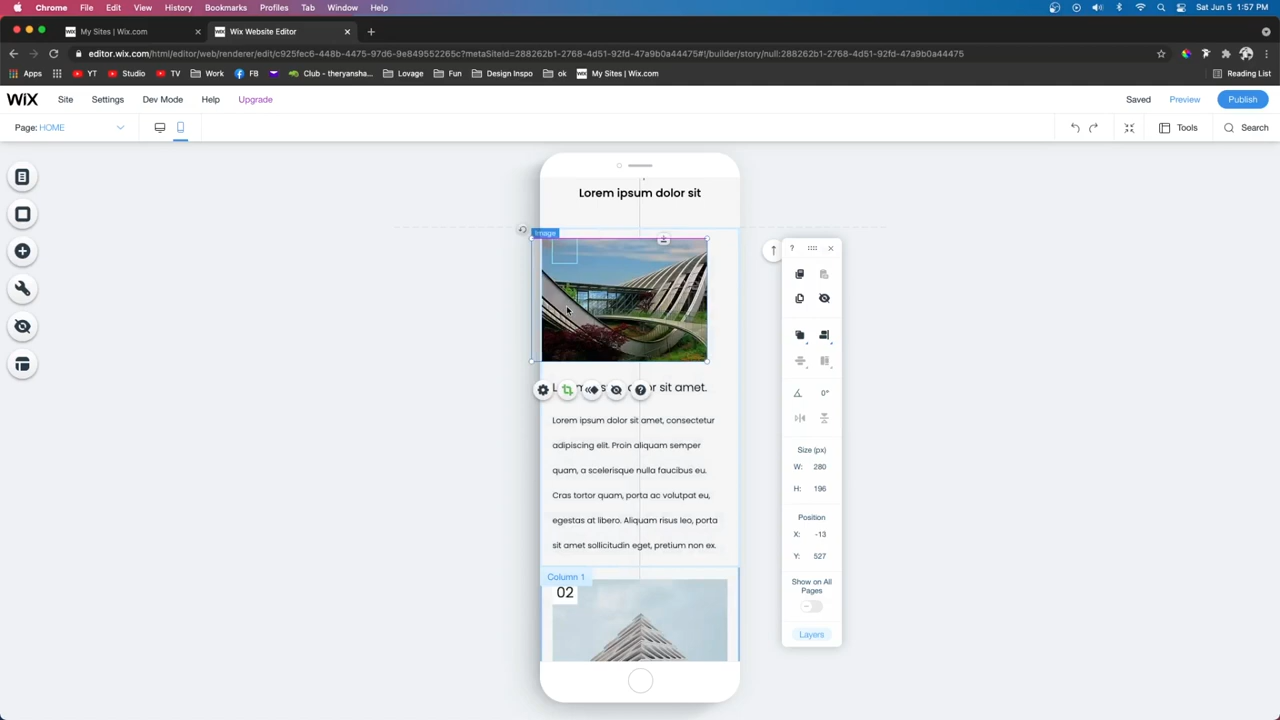 Chrome File Edit View History Bookmarks Profiles Tab Window Help
Sat Jun 5 1:57 PM
WiX My Sites | Wix.com
WiX Wix Website Editor
editor.wix.com/html/editor/web/renderer/edit/c925fec6-448b-4475-97d6-9e849552265c?metaSiteId=288262b1-2768-4d51-92fd-47a9b0a44475#!/builder/story/null:288262b1-2768-4d51-92fd-47a9b0a44475
Apps YT Studio TV Work FB Club - theryansha... Lovage Fun Design Inspo ok WiX My Sites | Wix.com Reading List
WiX Site Settings Dev Mode Help Upgrade Saved Preview Publish
Page: HOME Tools Search
Lorem ipsum dolor sit
Image
or sit amet.
Lorem ipsum dolor sit amet, consectetur
adipiscing elit. Proin aliquam semper
quam, a scelerisque nulla faucibus eu.
Cras tortor quam, porta ac volutpat eu,
egestas at libero. Aliquam risus leo, porta
sit amet sollicitudin eget, pretium non ex.
Column 1
02
?
0°
Size (px)
W: 280
H: 196
Position
X: -13
Y: 527
Show on All
Pages
Layers